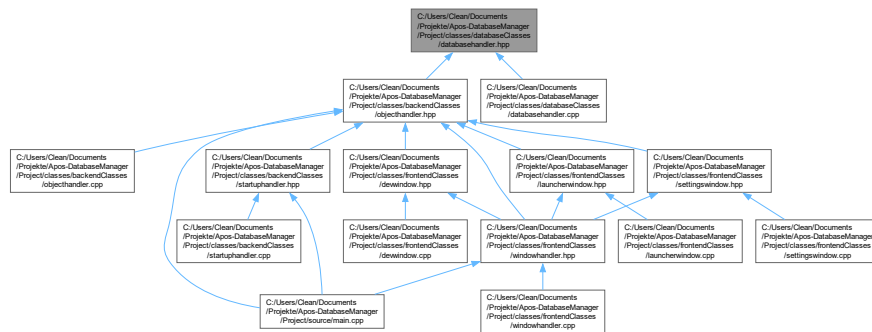 C:/Users/Clean/Documents
/Projekte/Apos-DatabaseManager
/Project/classes/databaseClasses
/databasehandler.hpp
C:/Users/Clean/Documents
/Projekte/Apos-DatabaseManager
/Project/classes/backendClasses
/objecthandler.hpp
C:/Users/Clean/Documents
/Projekte/Apos-DatabaseManager
/Project/classes/databaseClasses
/databasehandler.cpp
C:/Users/Clean/Documents
/Projekte/Apos-DatabaseManager
/Project/classes/backendClasses
/objecthandler.cpp
C:/Users/Clean/Documents
/Projekte/Apos-DatabaseManager
/Project/classes/backendClasses
/startuphandler.hpp
C:/Users/Clean/Documents
/Projekte/Apos-DatabaseManager
/Project/classes/frontendClasses
/dewindow.hpp
C:/Users/Clean/Documents
/Projekte/Apos-DatabaseManager
/Project/classes/frontendClasses
/launcherwindow.hpp
C:/Users/Clean/Documents
/Projekte/Apos-DatabaseManager
/Project/classes/frontendClasses
/settingswindow.hpp
C:/Users/Clean/Documents
/Projekte/Apos-DatabaseManager
/Project/classes/backendClasses
/startuphandler.cpp
C:/Users/Clean/Documents
/Projekte/Apos-DatabaseManager
/Project/classes/frontendClasses
/dewindow.cpp
C:/Users/Clean/Documents
/Projekte/Apos-DatabaseManager
/Project/classes/frontendClasses
/windowhandler.hpp
C:/Users/Clean/Documents
/Projekte/Apos-DatabaseManager
/Project/classes/frontendClasses
/launcherwindow.cpp
C:/Users/Clean/Documents
/Projekte/Apos-DatabaseManager
/Project/classes/frontendClasses
/settingswindow.cpp
C:/Users/Clean/Documents
/Projekte/Apos-DatabaseManager
/Project/source/main.cpp
C:/Users/Clean/Documents
/Projekte/Apos-DatabaseManager
/Project/classes/frontendClasses
/windowhandler.cpp